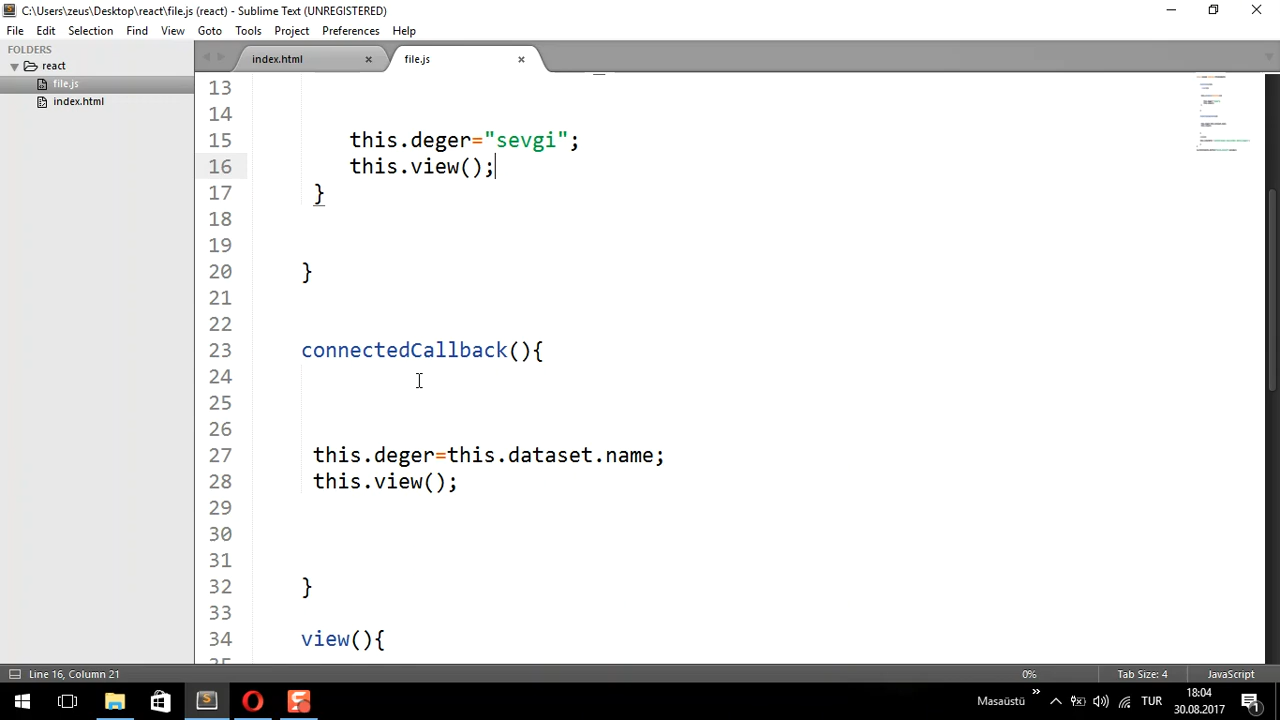 C:\Users\zeus\Desktop\react\file.js (react) - Sublime Text (UNREGISTERED)
File Edit Selection Find View Goto Tools Project Preferences Help
FOLDERS
react
file.js
index.html
index.html
file.js
13
14
15 this.deger="sevgi";
16 this.view();
17 }
18
19
20 }
21
22
23 connectedCallback(){
24
25
26
27 this.deger=this.dataset.name;
28 this.view();
29
30
31
32 }
33
34 view(){
Line 16, Column 21
0%
Tab Size: 4
JavaScript
Masaüstü
TUR
18:04
30.08.2017